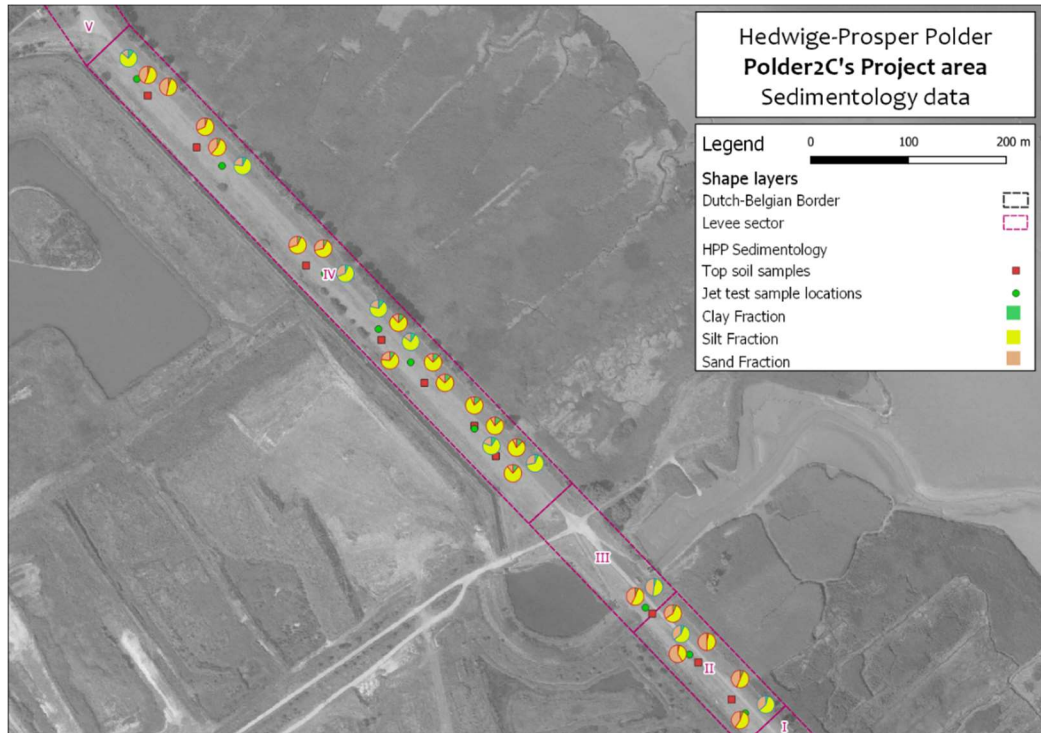 Hedwige-Prosper Polder
Polder2C's Project area
Sedimentology data
Legend
0 100 200 m
Shape layers
Dutch-Belgian Border
Levee sector
HPP Sedimentology
Top soil samples
Jet test sample locations
Clay Fraction
Silt Fraction
Sand Fraction
V
IV
III
II
I